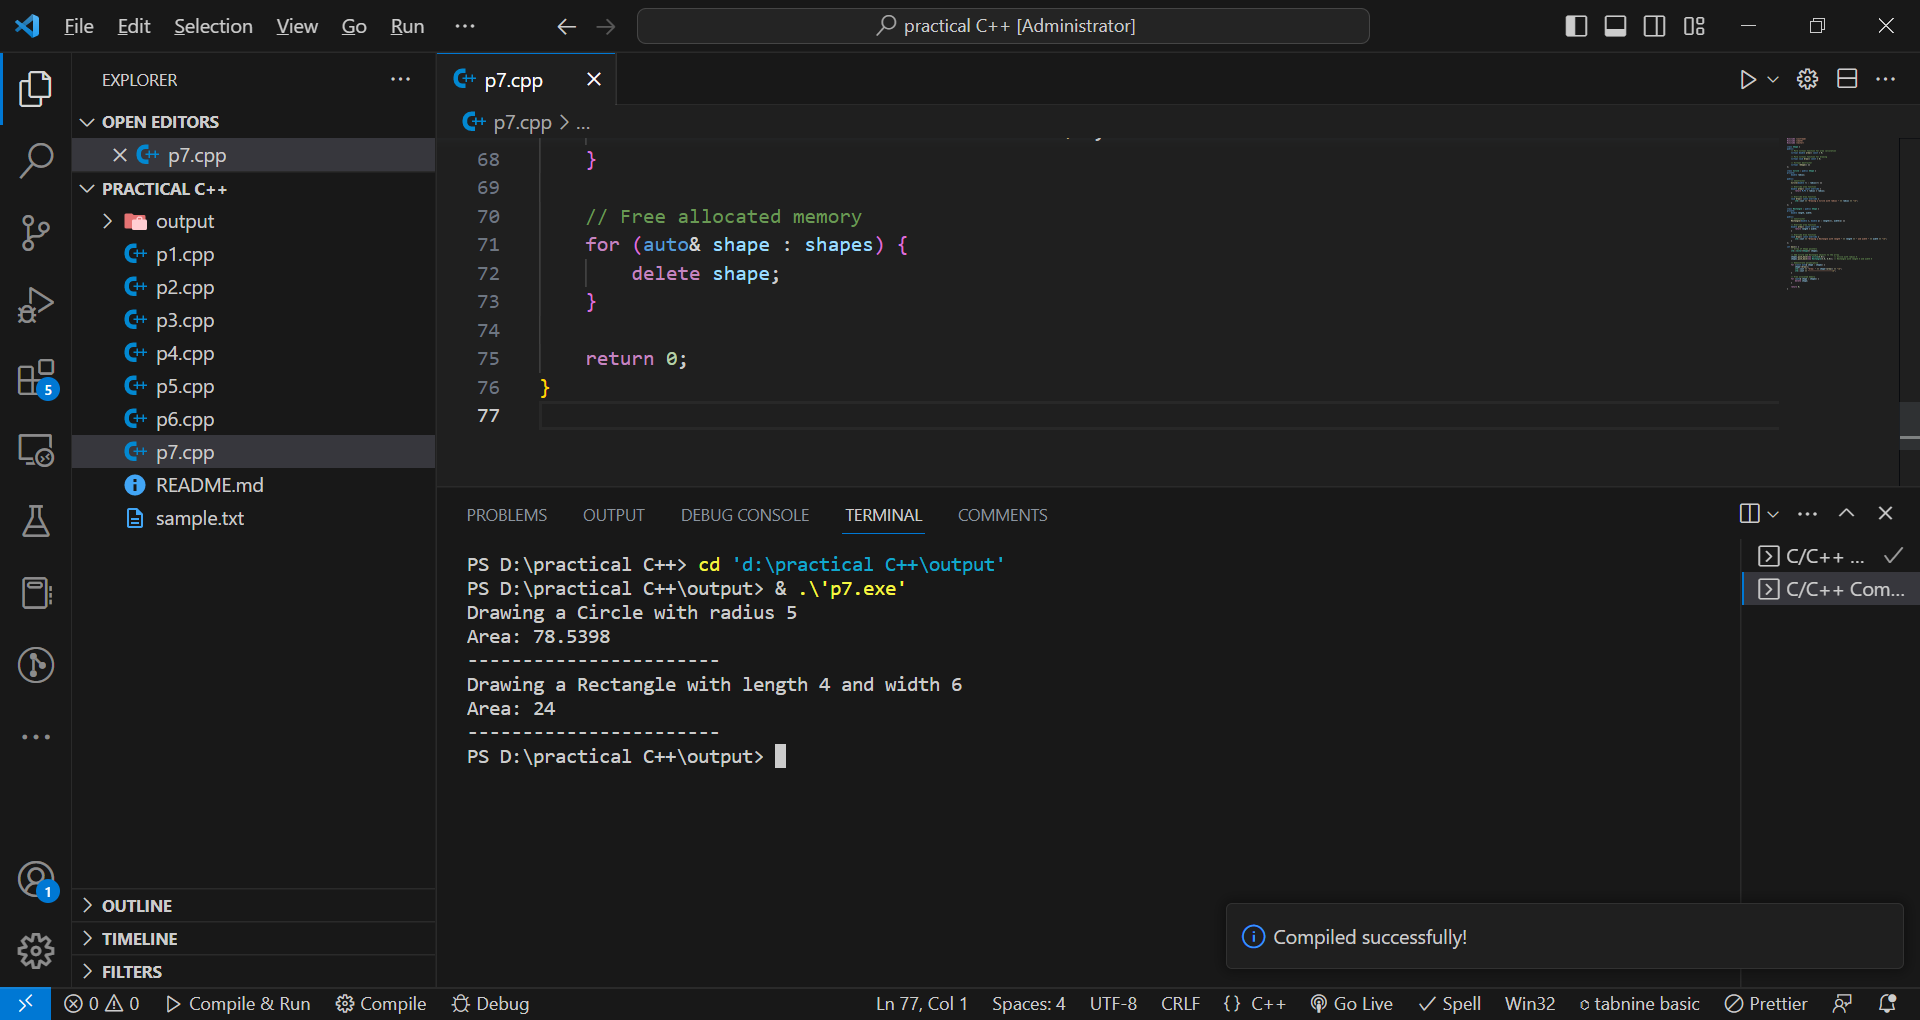 File Edit Selection View Go Run
practical C++ [Administrator]
EXPLORER
OPEN EDITORS
p7.cpp
PRACTICAL C++
output
p1.cpp
p2.cpp
p3.cpp
p4.cpp
p5.cpp
p6.cpp
p7.cpp
README.md
sample.txt
OUTLINE
TIMELINE
FILTERS
5
1
p7.cpp
p7.cpp > ...
68 }
69
70 // Free allocated memory
71 for (auto& shape : shapes) {
72 delete shape;
73 }
74
75 return 0;
76 }
77
PROBLEMS OUTPUT DEBUG CONSOLE TERMINAL COMMENTS
PS D:\practical C++> cd 'd:\practical C++\output'
PS D:\practical C++\output> & .\'p7.exe'
Drawing a Circle with radius 5
Area: 78.5398
-----------------------
Drawing a Rectangle with length 4 and width 6
Area: 24
-----------------------
PS D:\practical C++\output>
C/C++ ...
C/C++ Com...
Compiled successfully!
0 0 Compile & Run Compile Debug Ln 77, Col 1 Spaces: 4 UTF-8 CRLF {} C++ Go Live Spell Win32 tabnine basic Prettier